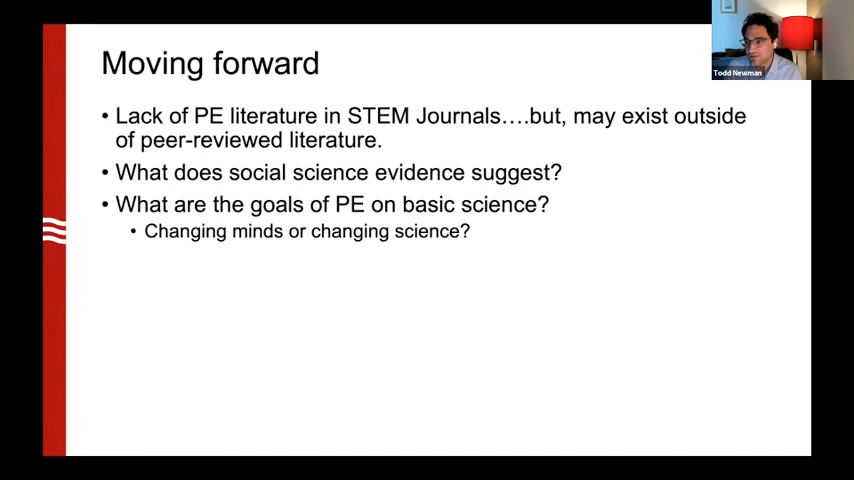 Moving forward
• Lack of PE literature in STEM Journals….but, may exist outside
of peer-reviewed literature.
• What does social science evidence suggest?
• What are the goals of PE on basic science?
• Changing minds or changing science?
Todd Newman